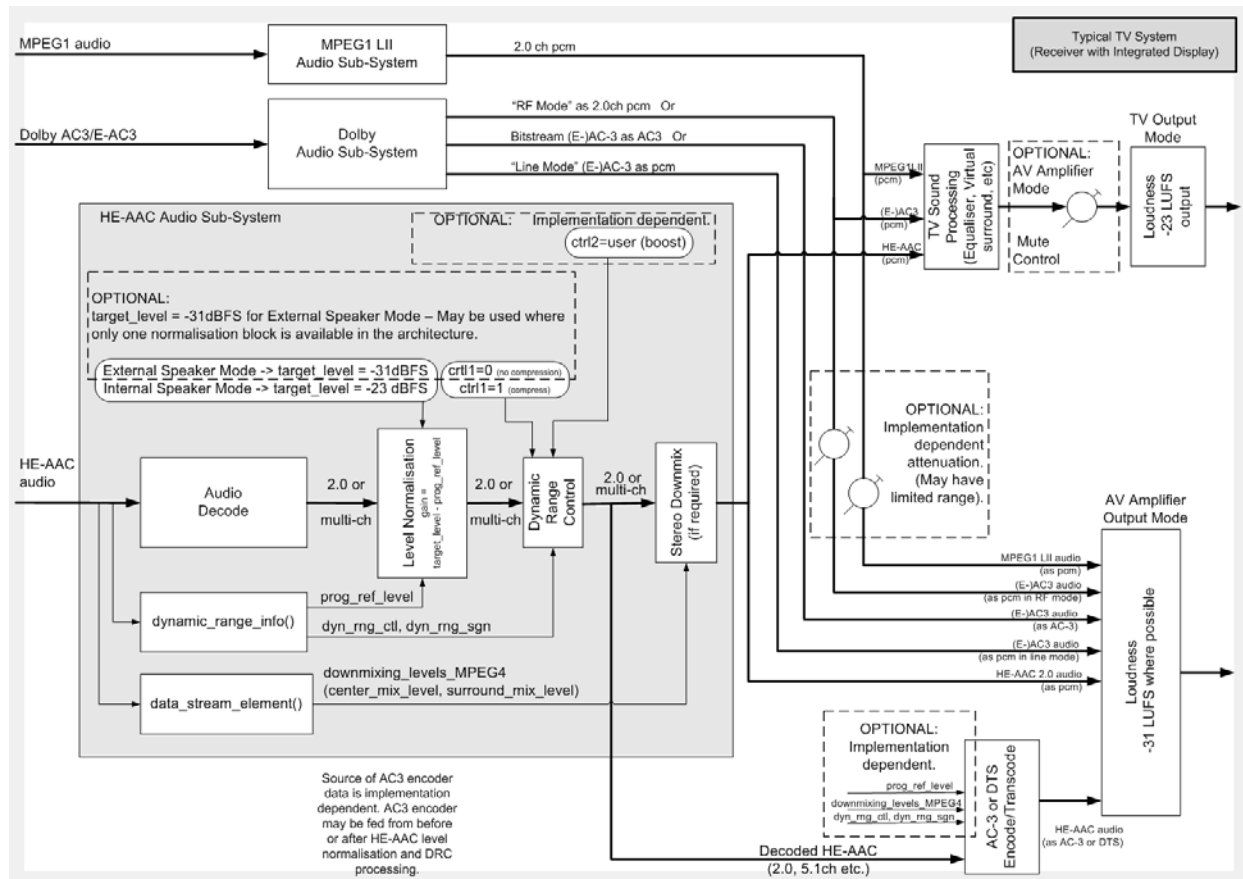 MPEG1 audio
MPEG1 LII
Audio Sub-System
2.0 ch pcm
Typical TV System
(Receiver with Integrated Display)
Dolby AC3/E-AC3
Dolby
Audio Sub-System
“RF Mode” as 2.0ch pcm Or
Bitstream (E-)AC-3 as AC3 Or
“Line Mode” (E-)AC-3 as pcm
MPEG1LII
(pcm)
(E-)AC3
(pcm)
HE-AAC
(pcm)
TV Sound
Processing
(Equaliser, Virtual
surround, etc)
OPTIONAL:
AV Amplifier
Mode
Mute
Control
TV Output
Mode
Loudness
-23 LUFS
output
HE-AAC Audio Sub-System
OPTIONAL: Implementation dependent.
ctrl2=user (boost)
OPTIONAL:
target_level = -31dBFS for External Speaker Mode – May be used where
only one normalisation block is available in the architecture.
External Speaker Mode -> target_level = -31dBFS
Internal Speaker Mode -> target_level = -23 dBFS
crtl1=0 (no compression)
ctrl1=1 (compress)
HE-AAC
audio
Audio
Decode
2.0 or
multi-ch
Level Normalisation
gain =
target_level - prog_ref_level
2.0 or
multi-ch
Dynamic
Range
Control
2.0 or
multi-ch
Stereo Downmix
(if required)
dynamic_range_info()
prog_ref_level
dyn_rng_ctl, dyn_rng_sgn
data_stream_element()
downmixing_levels_MPEG4
(center_mix_level, surround_mix_level)
OPTIONAL:
Implementation
dependent
attenuation.
(May have
limited range).
AV Amplifier
Output Mode
MPEG1 LII audio
(as pcm)
(E-)AC3 audio
(as pcm in RF mode)
(E-)AC3 audio
(as AC-3)
(E-)AC3 audio
(as pcm in line mode)
HE-AAC 2.0 audio
(as pcm)
Loudness
-31 LUFS where possible
Source of AC3 encoder
data is implementation
dependent. AC3 encoder
may be fed from before
or after HE-AAC level
normalisation and DRC
processing.
OPTIONAL:
Implementation
dependent.
prog_ref_level
downmixing_levels_MPEG4
dyn_rng_ctl, dyn_rng_sgn
AC-3 or DTS
Encode/Transcode
HE-AAC audio
(as AC-3 or DTS)
Decoded HE-AAC
(2.0, 5.1ch etc.)